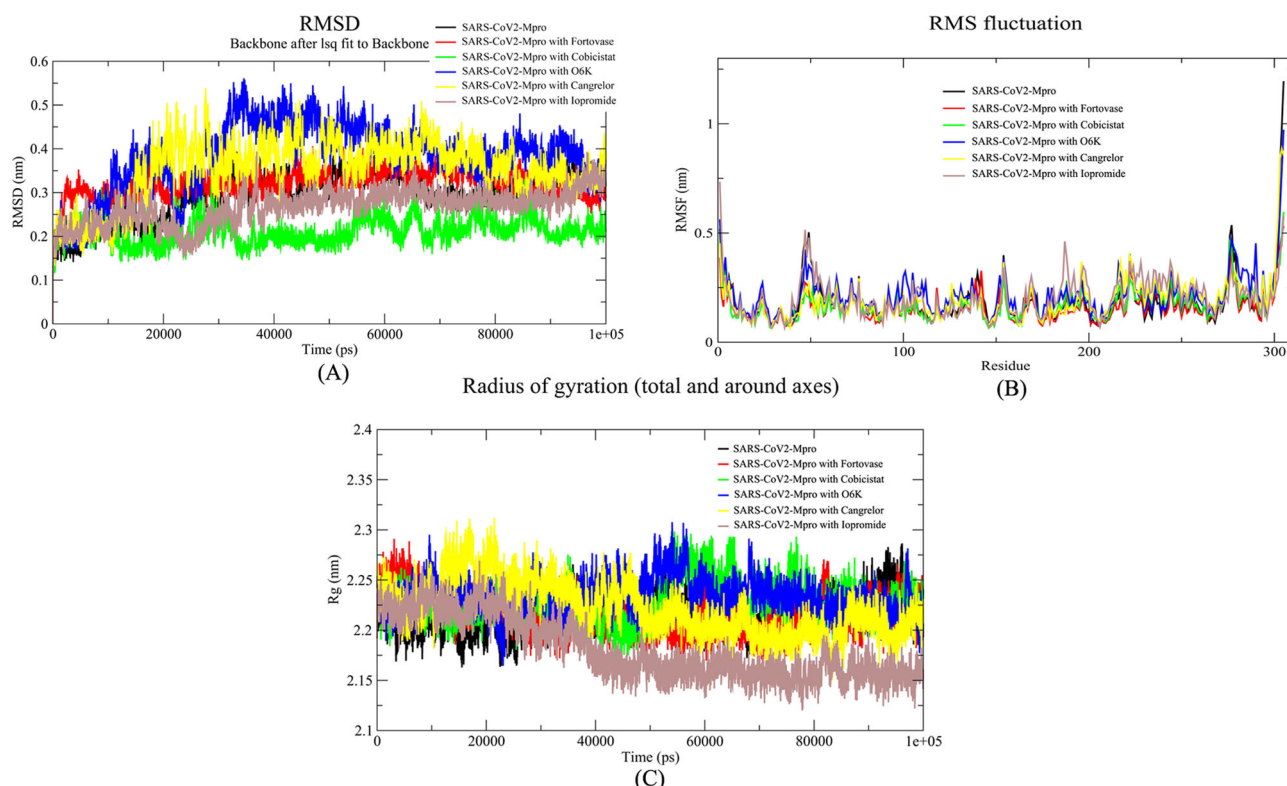 RMSD
Backbone after lsq fit to Backbone
SARS-CoV2-Mpro
SARS-CoV2-Mpro with Fortovase
SARS-CoV2-Mpro with Cobicistat
SARS-CoV2-Mpro with O6K
SARS-CoV2-Mpro with Cangrelor
SARS-CoV2-Mpro with Iopromide
0.6
0.5
0.4
0.3
0.2
0.1
0
RMSD (nm)
0
20000
40000
60000
80000
1e+05
Time (ps)
(A)
RMS fluctuation
SARS-CoV2-Mpro
SARS-CoV2-Mpro with Fortovase
SARS-CoV2-Mpro with Cobicistat
SARS-CoV2-Mpro with O6K
SARS-CoV2-Mpro with Cangrelor
SARS-CoV2-Mpro with Iopromide
1
0.5
0
RMSF (nm)
0
100
200
300
Residue
(B)
Radius of gyration (total and around axes)
SARS-CoV2-Mpro
SARS-CoV2-Mpro with Fortovase
SARS-CoV2-Mpro with Cobicistat
SARS-CoV2-Mpro with O6K
SARS-CoV2-Mpro with Cangrelor
SARS-CoV2-Mpro with Iopromide
2.4
2.35
2.3
2.25
2.2
2.15
2.1
Rg (nm)
0
20000
40000
60000
80000
1e+05
Time (ps)
(C)